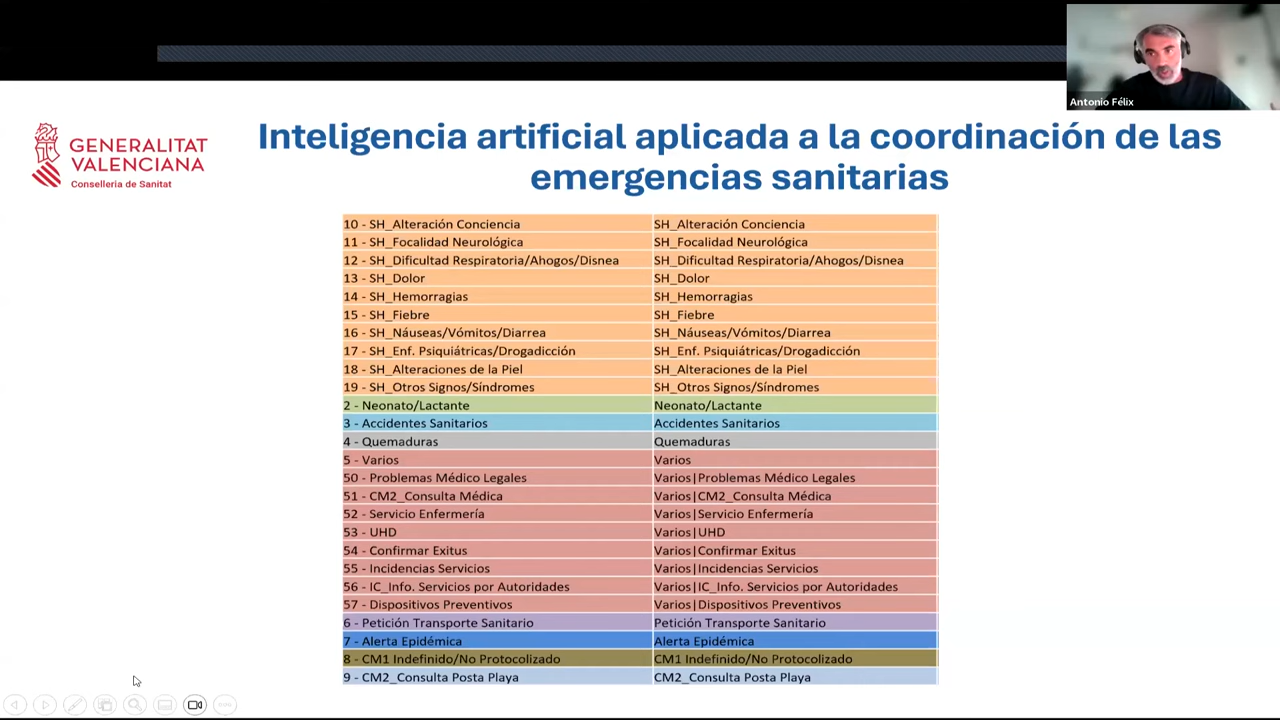 Antonio Félix
GENERALITAT
VALENCIANA
Conselleria de Sanitat
Inteligencia artificial aplicada a la coordinación de las
emergencias sanitarias
10 - SH_Alteración Conciencia SH_Alteración Conciencia
11 - SH_Focalidad Neurológica SH_Focalidad Neurológica
12 - SH_Dificultad Respiratoria/Ahogos/Disnea SH_Dificultad Respiratoria/Ahogos/Disnea
13 - SH_Dolor SH_Dolor
14 - SH_Hemorragias SH_Hemorragias
15 - SH_Fiebre SH_Fiebre
16 - SH_Náuseas/Vómitos/Diarrea SH_Náuseas/Vómitos/Diarrea
17 - SH_Enf. Psiquiátricas/Drogadicción SH_Enf. Psiquiátricas/Drogadicción
18 - SH_Alteraciones de la Piel SH_Alteraciones de la Piel
19 - SH_Otros Signos/Síndromes SH_Otros Signos/Síndromes
2 - Neonato/Lactante Neonato/Lactante
3 - Accidentes Sanitarios Accidentes Sanitarios
4 - Quemaduras Quemaduras
5 - Varios Varios
50 - Problemas Médico Legales Varios|Problemas Médico Legales
51 - CM2_Consulta Médica Varios|CM2_Consulta Médica
52 - Servicio Enfermería Varios|Servicio Enfermería
53 - UHD Varios|UHD
54 - Confirmar Exitus Varios|Confirmar Exitus
55 - Incidencias Servicios Varios|Incidencias Servicios
56 - IC_Info. Servicios por Autoridades Varios|IC_Info. Servicios por Autoridades
57 - Dispositivos Preventivos Varios|Dispositivos Preventivos
6 - Petición Transporte Sanitario Petición Transporte Sanitario
7 - Alerta Epidémica Alerta Epidémica
8 - CM1 Indefinido/No Protocolizado CM1 Indefinido/No Protocolizado
9 - CM2_Consulta Posta Playa CM2_Consulta Posta Playa